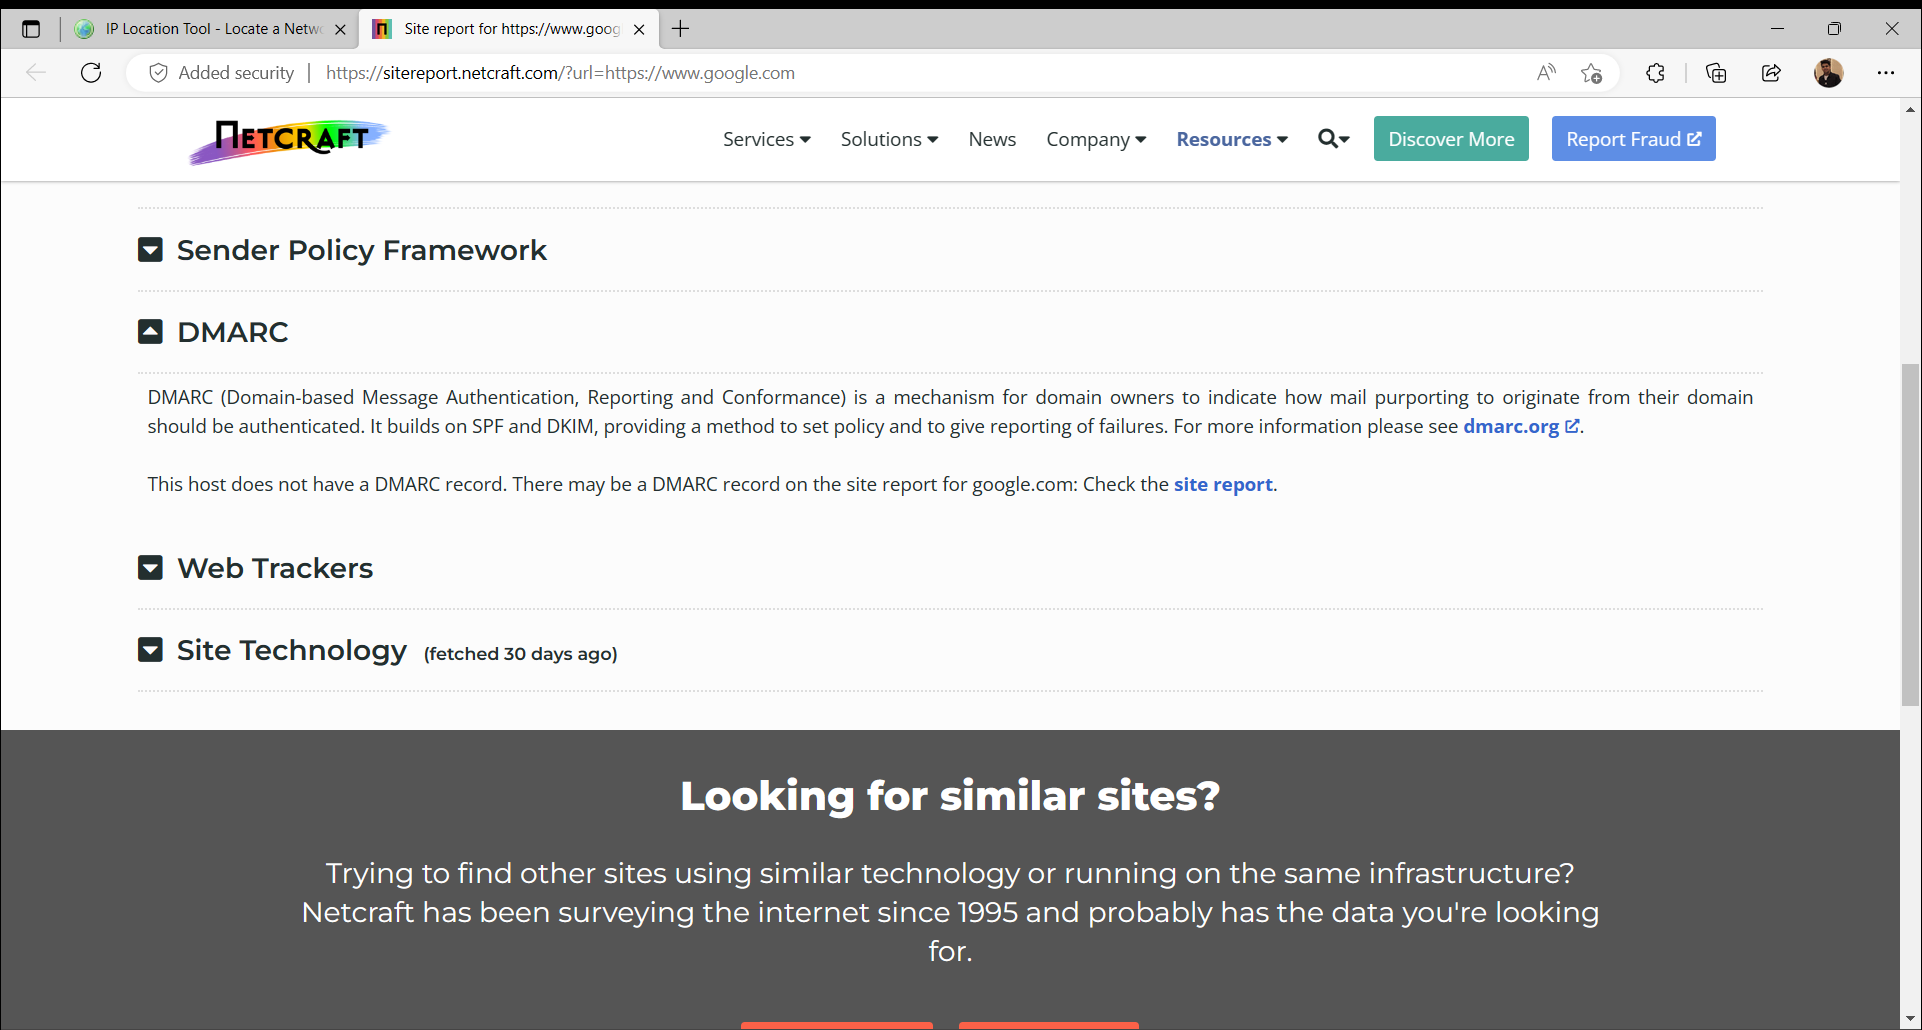 IP Location Tool - Locate a Netw
Site report for https://www.goog
Added security
https://sitereport.netcraft.com/?url=https://www.google.com
NETCRAFT
Services
Solutions
News
Company
Resources
Discover More
Report Fraud
Sender Policy Framework
DMARC
DMARC (Domain-based Message Authentication, Reporting and Conformance) is a mechanism for domain owners to indicate how mail purporting to originate from their domain
should be authenticated. It builds on SPF and DKIM, providing a method to set policy and to give reporting of failures. For more information please see dmarc.org.
This host does not have a DMARC record. There may be a DMARC record on the site report for google.com: Check the site report.
Web Trackers
Site Technology (fetched 30 days ago)
Looking for similar sites?
Trying to find other sites using similar technology or running on the same infrastructure?
Netcraft has been surveying the internet since 1995 and probably has the data you're looking
for.